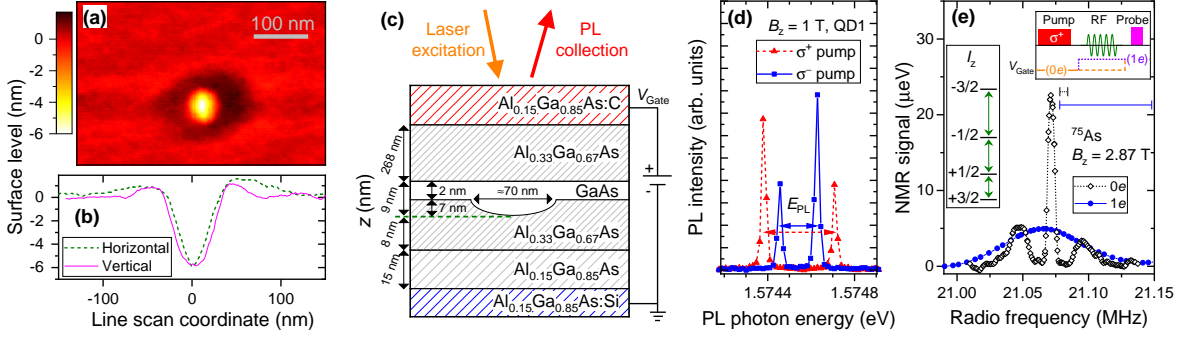 (a)
100 nm
Surface level (nm)
0
-2
-4
-6
(b)
0
-2
-4
-6
Horizontal
Vertical
-100
0
100
Line scan coordinate (nm)
(c)
Laser
excitation
PL
collection
Al0.15Ga0.85As:C
VGate
268 nm
Al0.33Ga0.67As
+
-
z (nm)
9 nm
2 nm
7 nm
≈70 nm
GaAs
8 nm
Al0.33Ga0.67As
15 nm
Al0.15Ga0.85As
Al0.15Ga0.85As:Si
(d)
Bz = 1 T, QD1
σ+ pump
σ− pump
EPL
PL intensity (arb. units)
1.5744
1.5748
PL photon energy (eV)
(e)
Pump
RF
Probe
σ+
VGate
(0e)
(1e)
Iz
-3/2
-1/2
+1/2
+3/2
75As
Bz = 2.87 T
0e
1e
NMR signal (µeV)
30
20
10
0
21.00
21.05
21.10
21.15
Radio frequency (MHz)